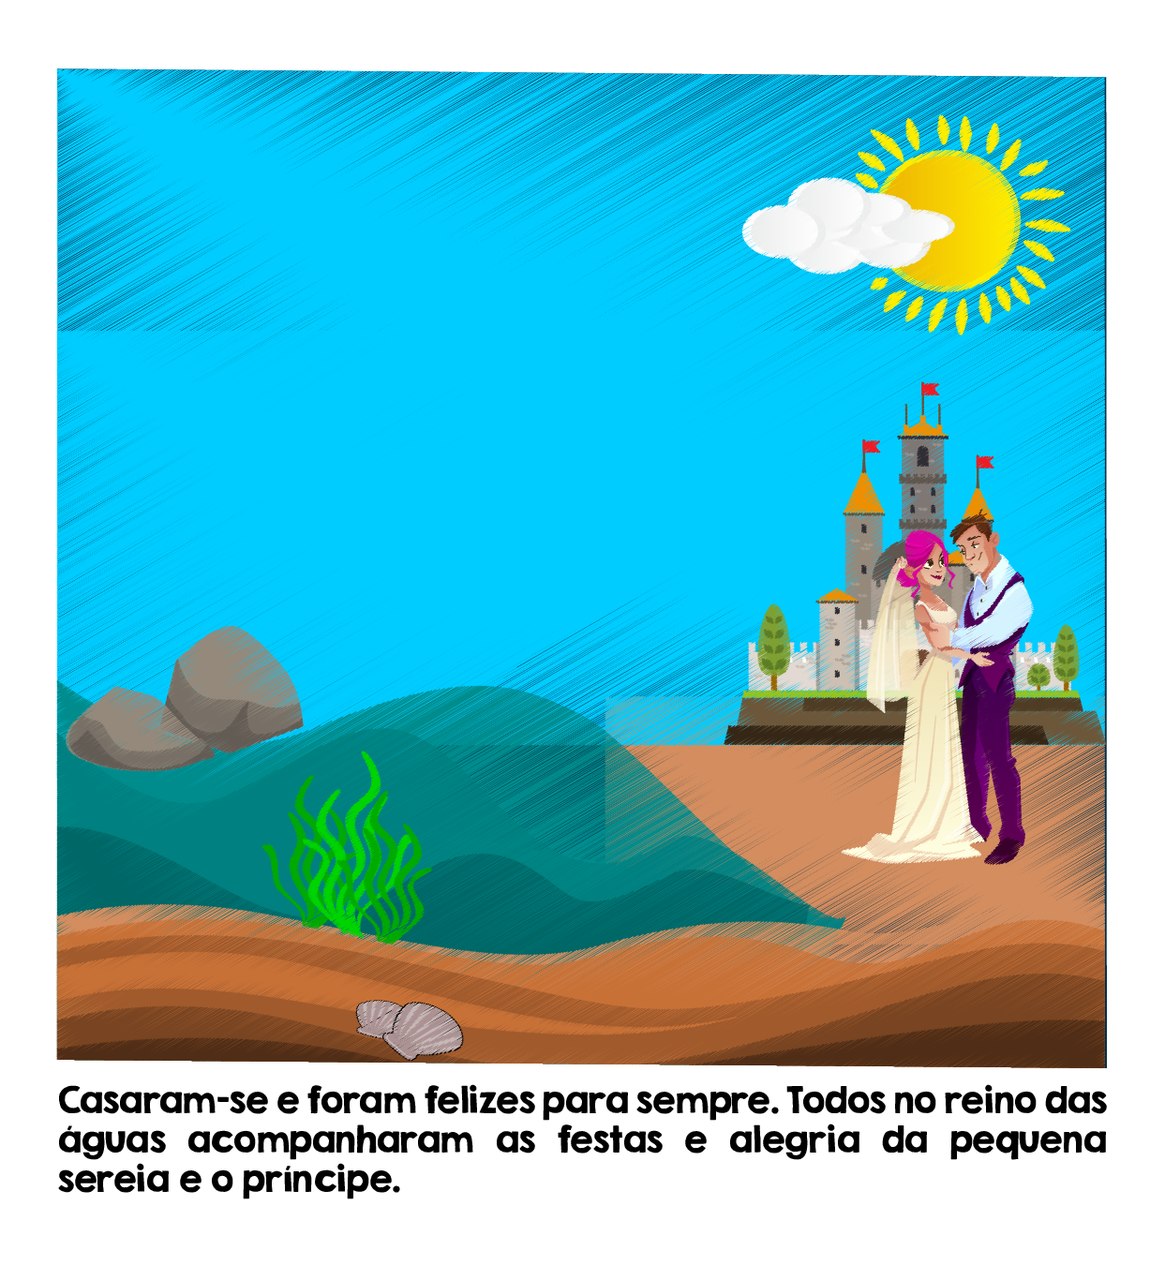 Casaram-se e foram felizes para sempre. Todos no reino das
águas acompanharam as festas e alegria da pequena
sereia e o príncipe.